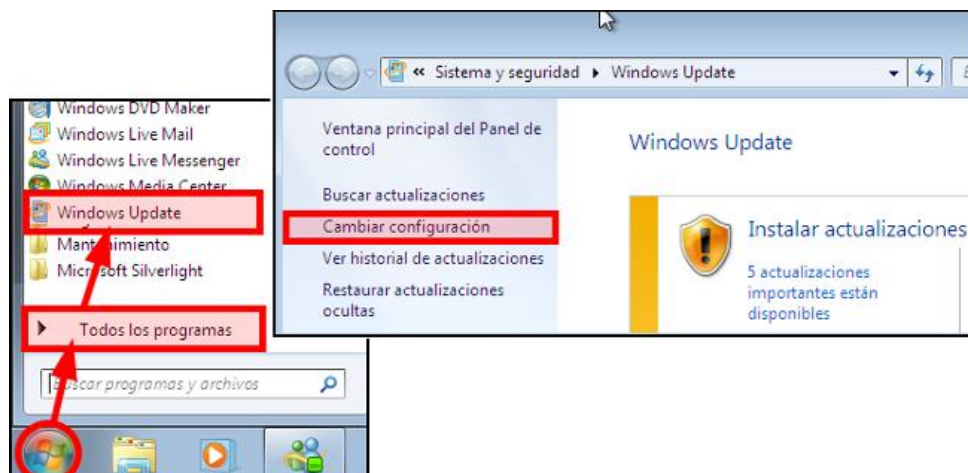 Windows DVD Maker
Windows Live Mail
Windows Live Messenger
Windows Media Center
Windows Update
Mantenimiento
Microsoft Silverlight
Todos los programas
Buscar programas y archivos
« Sistema y seguridad ▸ Windows Update
Ventana principal del Panel de
control
Buscar actualizaciones
Cambiar configuración
Ver historial de actualizaciones
Restaurar actualizaciones
ocultas
Windows Update
Instalar actualizaciones
5 actualizaciones
importantes están
disponibles